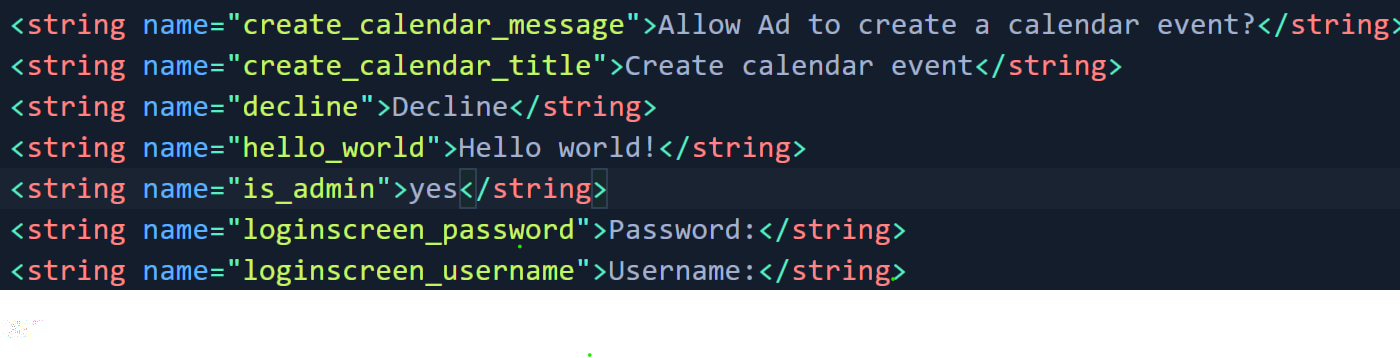 <string name="create_calendar_message">Allow Ad to create a calendar event?</string>
<string name="create_calendar_title">Create calendar event</string>
<string name="decline">Decline</string>
<string name="hello_world">Hello world!</string>
<string name="is_admin">yes</string>
<string name="loginscreen_password">Password:</string>
<string name="loginscreen_username">Username:</string>